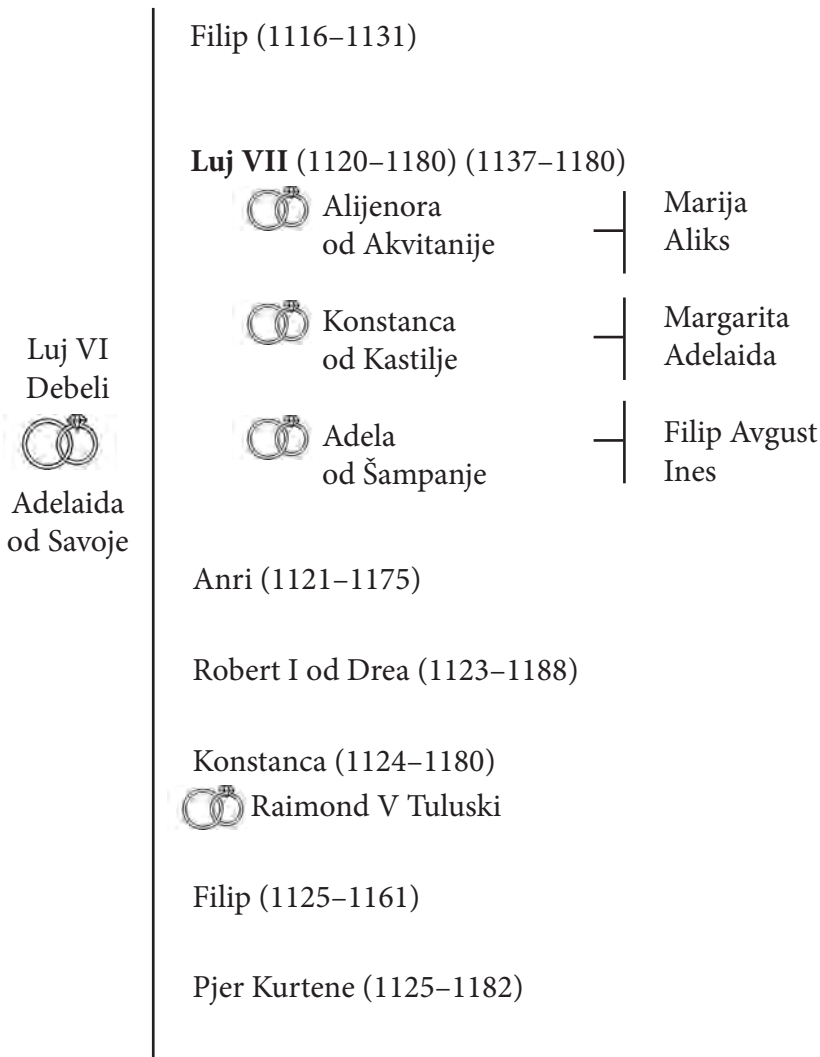 Filip (1116–1131)
Luj VII (1120–1180) (1137–1180)
Alijenora
od Akvitanije
Marija
Aliks
Konstanca
od Kastilje
Margarita
Adelaida
Luj VI
Debeli
Adelaida
od Savoje
Adela
od Šampanje
Filip Avgust
Ines
Anri (1121–1175)
Robert I od Drea (1123–1188)
Konstanca (1124–1180)
Raimond V Tuluski
Filip (1125–1161)
Pjer Kurtene (1125–1182)